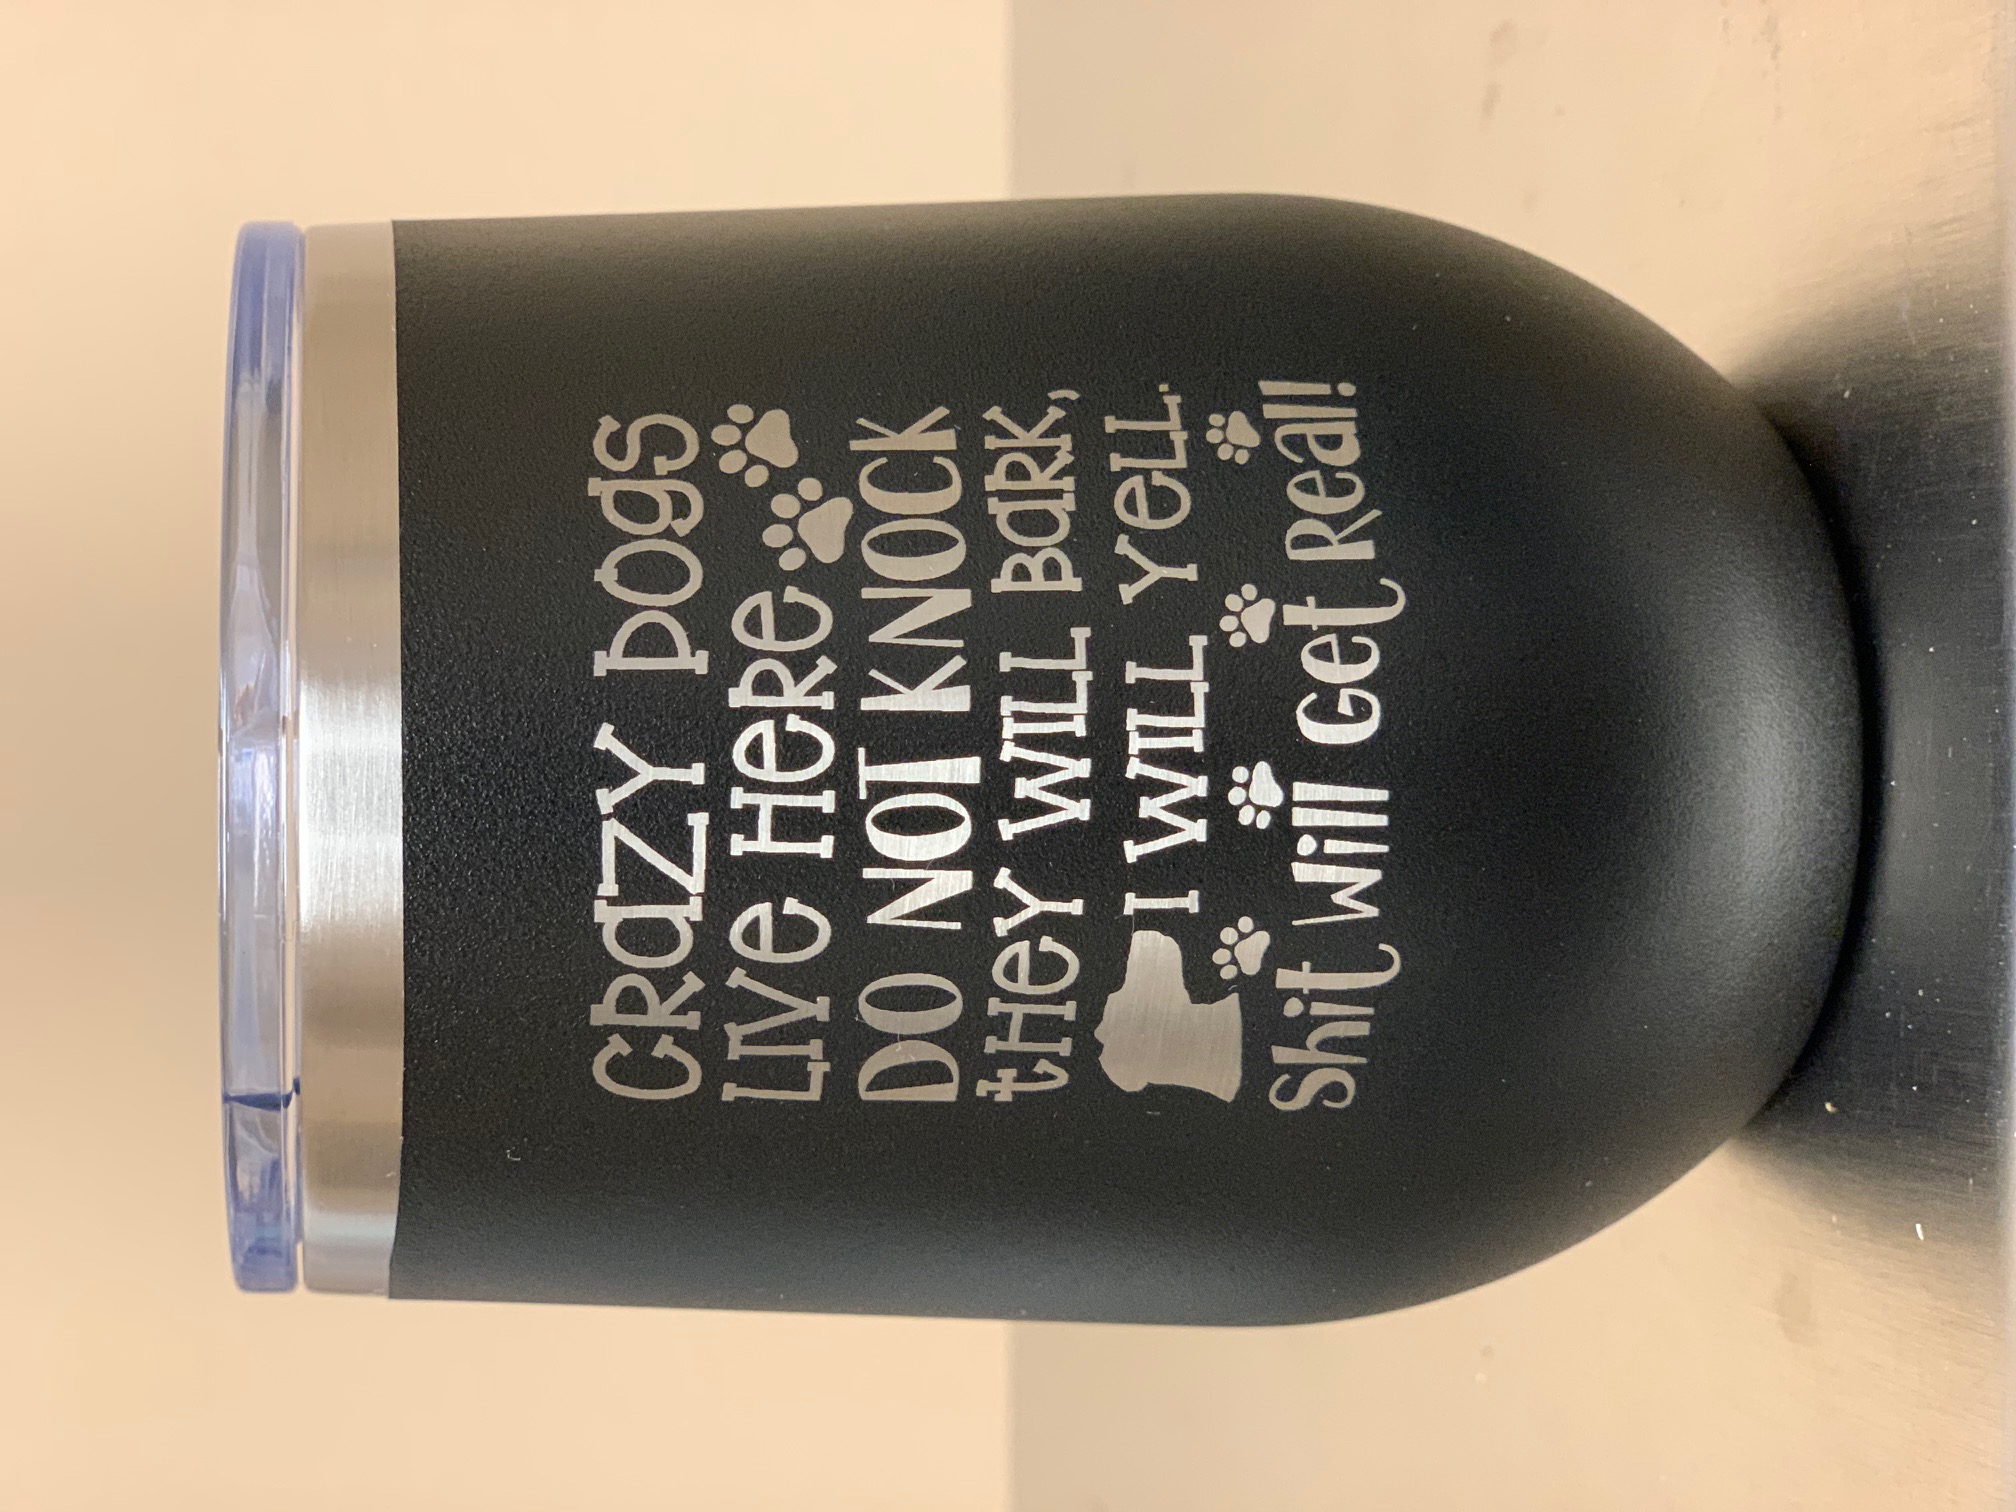 CRazY DOgS
LIVe HeRe
DO NOT KNOCK
tHeY WILL BaRK,
I WILL YeLL.
Shit Will Get Real!